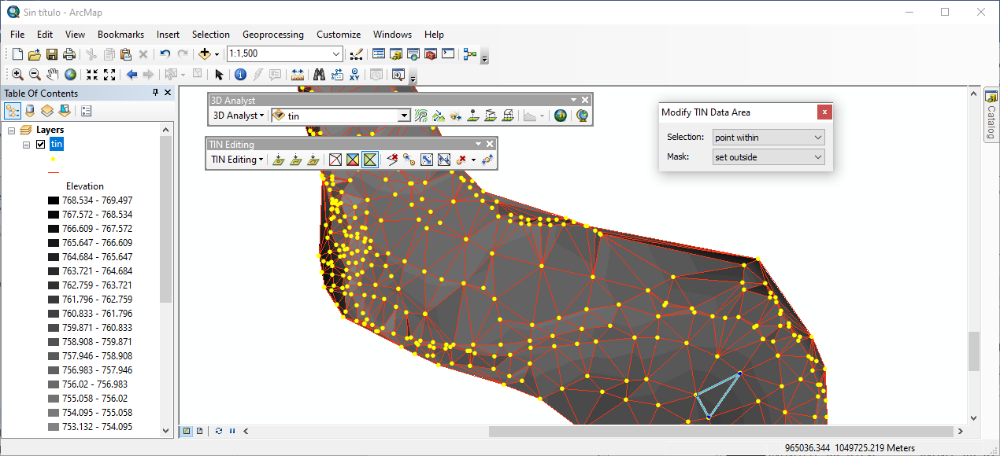 Sin título - ArcMap
File Edit View Bookmarks Insert Selection Geoprocessing Customize Windows Help
1:1,500
Table Of Contents
Layers
tin
Elevation
768.534 - 769.497
767.572 - 768.534
766.609 - 767.572
765.647 - 766.609
764.684 - 765.647
763.721 - 764.684
762.759 - 763.721
761.796 - 762.759
760.833 - 761.796
759.871 - 760.833
758.908 - 759.871
757.946 - 758.908
756.983 - 757.946
756.02 - 756.983
755.058 - 756.02
754.095 - 755.058
753.132 - 754.095
3D Analyst
3D Analyst tin
TIN Editing
TIN Editing
Modify TIN Data Area
Selection: point within
Mask: set outside
Catalog
965036.344 1049725.219 Meters